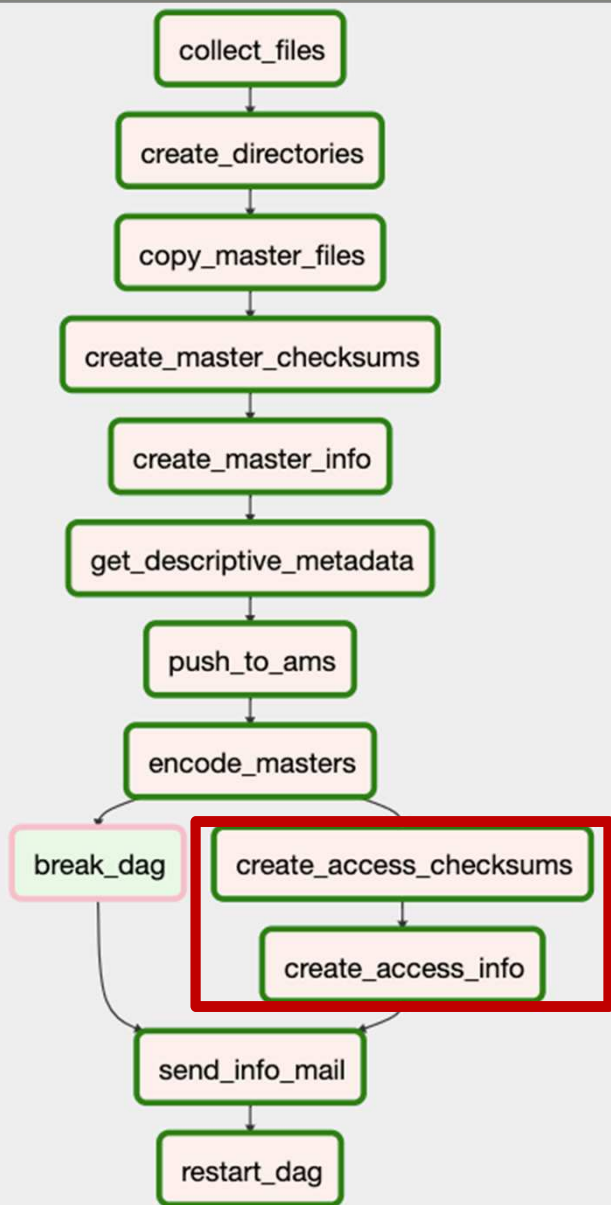 collect_files
create_directories
copy_master_files
create_master_checksums
create_master_info
get_descriptive_metadata
push_to_ams
encode_masters
break_dag
create_access_checksums
create_access_info
send_info_mail
restart_dag